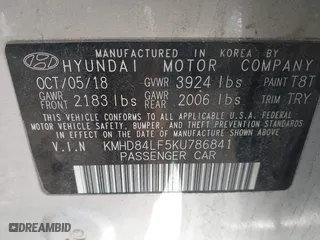 MANUFACTURED IN KOREA BY
HYUNDAI MOTOR COMPANY
OCT/05/18 GVWR 3924 lbs PAINT T8T
GAWR FRONT 2183 lbs GAWR REAR 2006 lbs TRIM TRY
THIS VEHICLE CONFORMS TO ALL APPLICABLE
U.S. FEDERAL MOTOR VEHICLE SAFETY, BUMPER, AND
THEFT PREVENTION STANDARDS IN EFFECT ON
THE DATE OF MANUFACTURE SHOWN ABOVE.
V.I.N KMHD84LF5KU786841
PASSENGER CAR
© DREAMBID